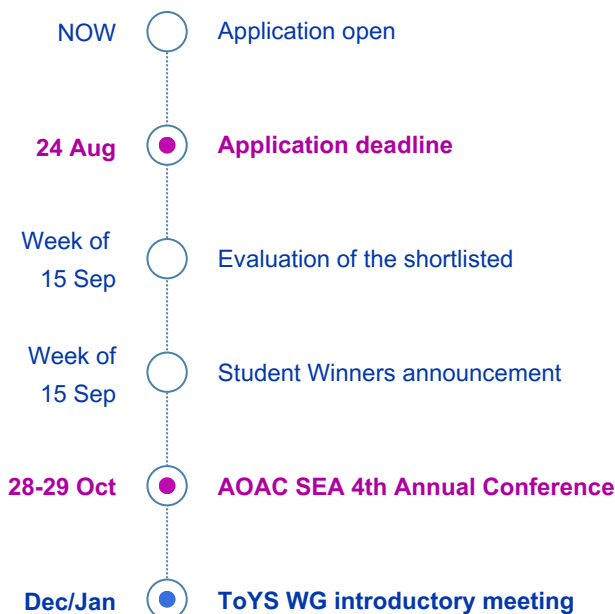 NOW Application open
24 Aug Application deadline
Week of
15 Sep Evaluation of the shortlisted
Week of
15 Sep Student Winners announcement
28-29 Oct AOAC SEA 4th Annual Conference
Dec/Jan ToYS WG introductory meeting